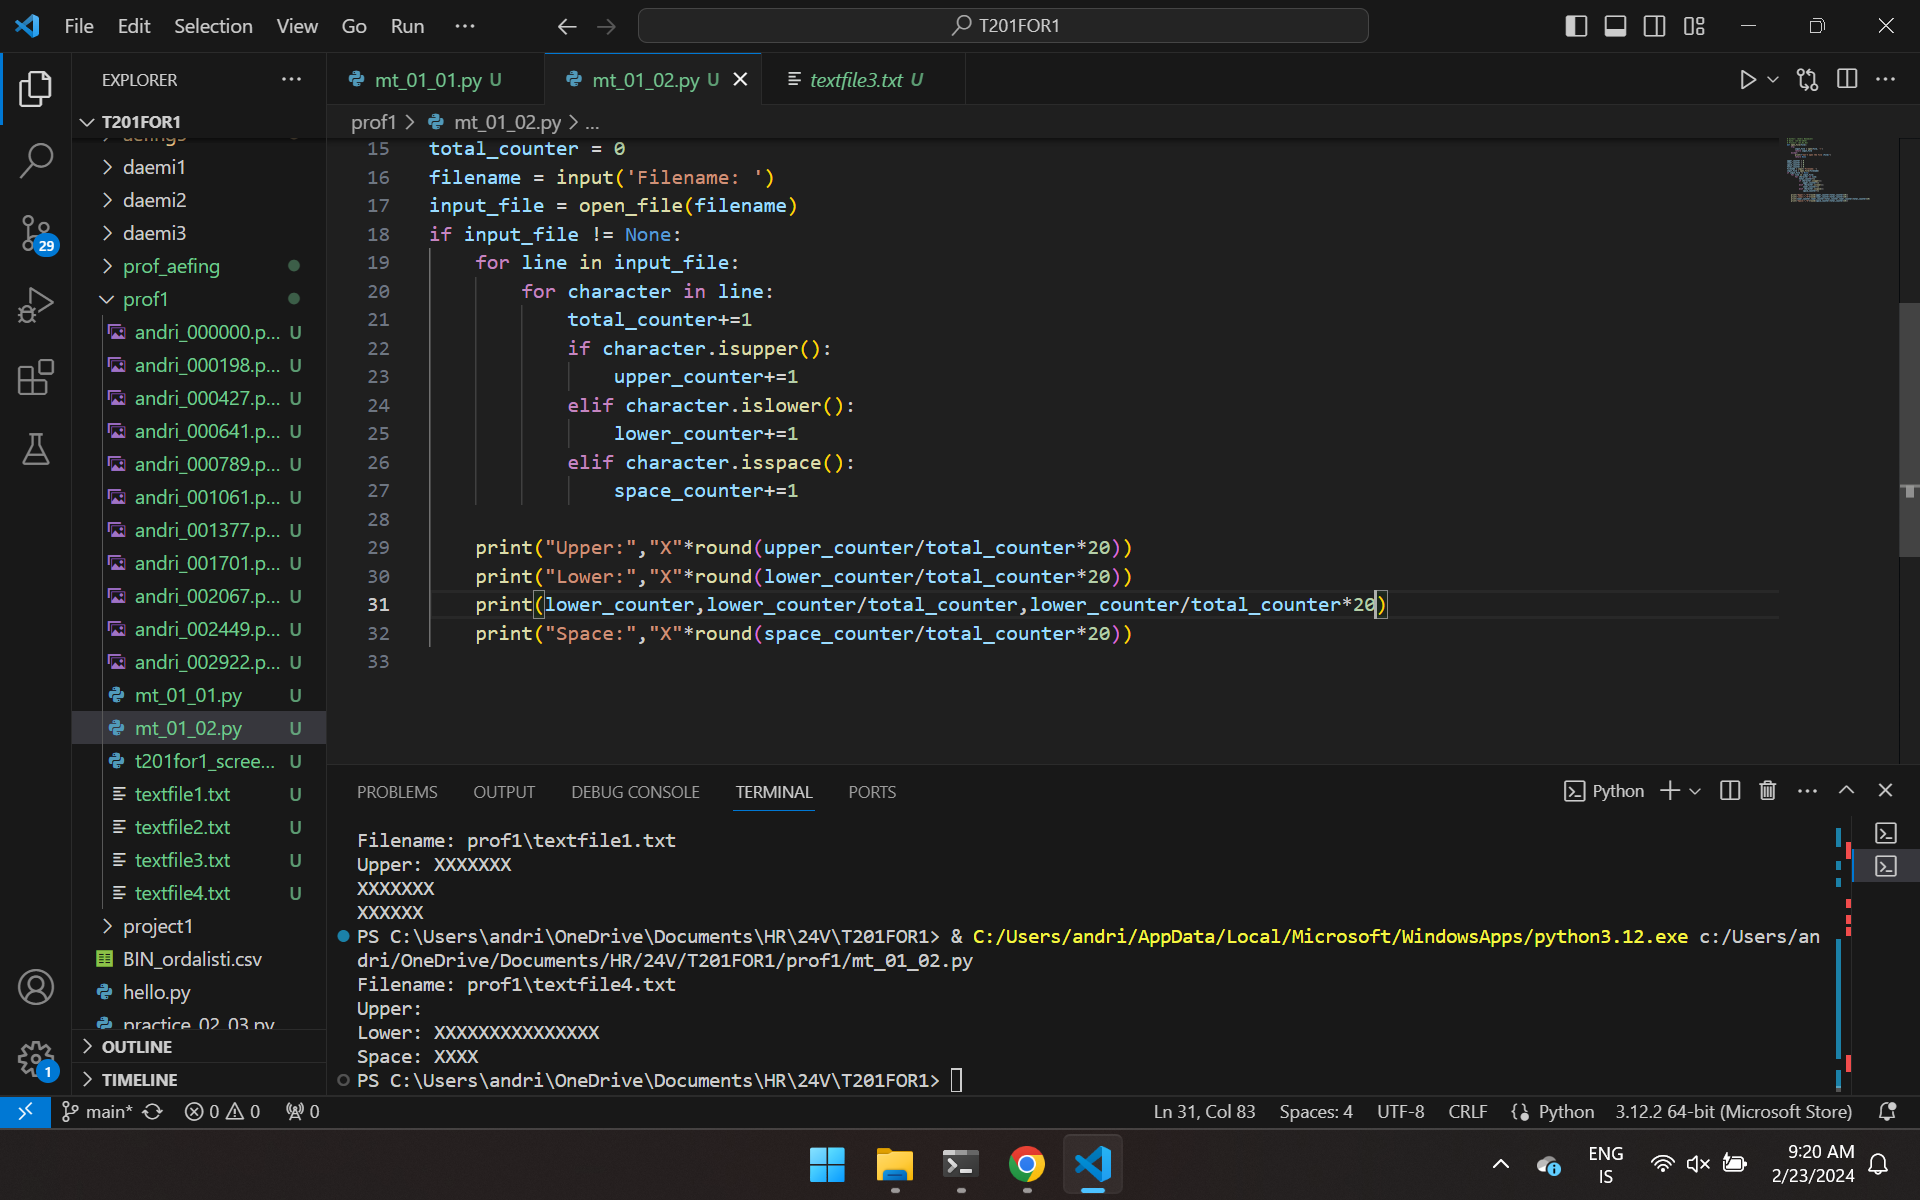 File Edit Selection View Go Run ···
T201FOR1
EXPLORER ···
mt_01_01.py U
mt_01_02.py U
textfile3.txt U
T201FOR1
daemi1
daemi2
daemi3
prof_aefing
prof1
andri_000000.p... U
andri_000198.p... U
andri_000427.p... U
andri_000641.p... U
andri_000789.p... U
andri_001061.p... U
andri_001377.p... U
andri_001701.p... U
andri_002067.p... U
andri_002449.p... U
andri_002922.p... U
mt_01_01.py U
mt_01_02.py U
t201for1_scree... U
textfile1.txt U
textfile2.txt U
textfile3.txt U
textfile4.txt U
project1
BIN_ordalisti.csv
hello.py
practice_02_03.py
OUTLINE
TIMELINE
29
1
prof1 > mt_01_02.py > ...
15 total_counter = 0
16 filename = input('Filename: ')
17 input_file = open_file(filename)
18 if input_file != None:
19 for line in input_file:
20 for character in line:
21 total_counter+=1
22 if character.isupper():
23 upper_counter+=1
24 elif character.islower():
25 lower_counter+=1
26 elif character.isspace():
27 space_counter+=1
28
29 print("Upper:","X"*round(upper_counter/total_counter*20))
30 print("Lower:","X"*round(lower_counter/total_counter*20))
31 print(lower_counter,lower_counter/total_counter,lower_counter/total_counter*20)
32 print("Space:","X"*round(space_counter/total_counter*20))
33
PROBLEMS OUTPUT DEBUG CONSOLE TERMINAL PORTS
Python
Filename: prof1\textfile1.txt
Upper: XXXXXXX
XXXXXXX
XXXXXX
PS C:\Users\andri\OneDrive\Documents\HR\24V\T201FOR1> & C:/Users/andri/AppData/Local/Microsoft/WindowsApps/python3.12.exe c:/Users/an
dri/OneDrive/Documents/HR/24V/T201FOR1/prof1/mt_01_02.py
Filename: prof1\textfile4.txt
Upper:
Lower: XXXXXXXXXXXXXXX
Space: XXXX
PS C:\Users\andri\OneDrive\Documents\HR\24V\T201FOR1>
main* 0 0 0
Ln 31, Col 83 Spaces: 4 UTF-8 CRLF Python 3.12.2 64-bit (Microsoft Store)
ENG
IS
9:20 AM
2/23/2024